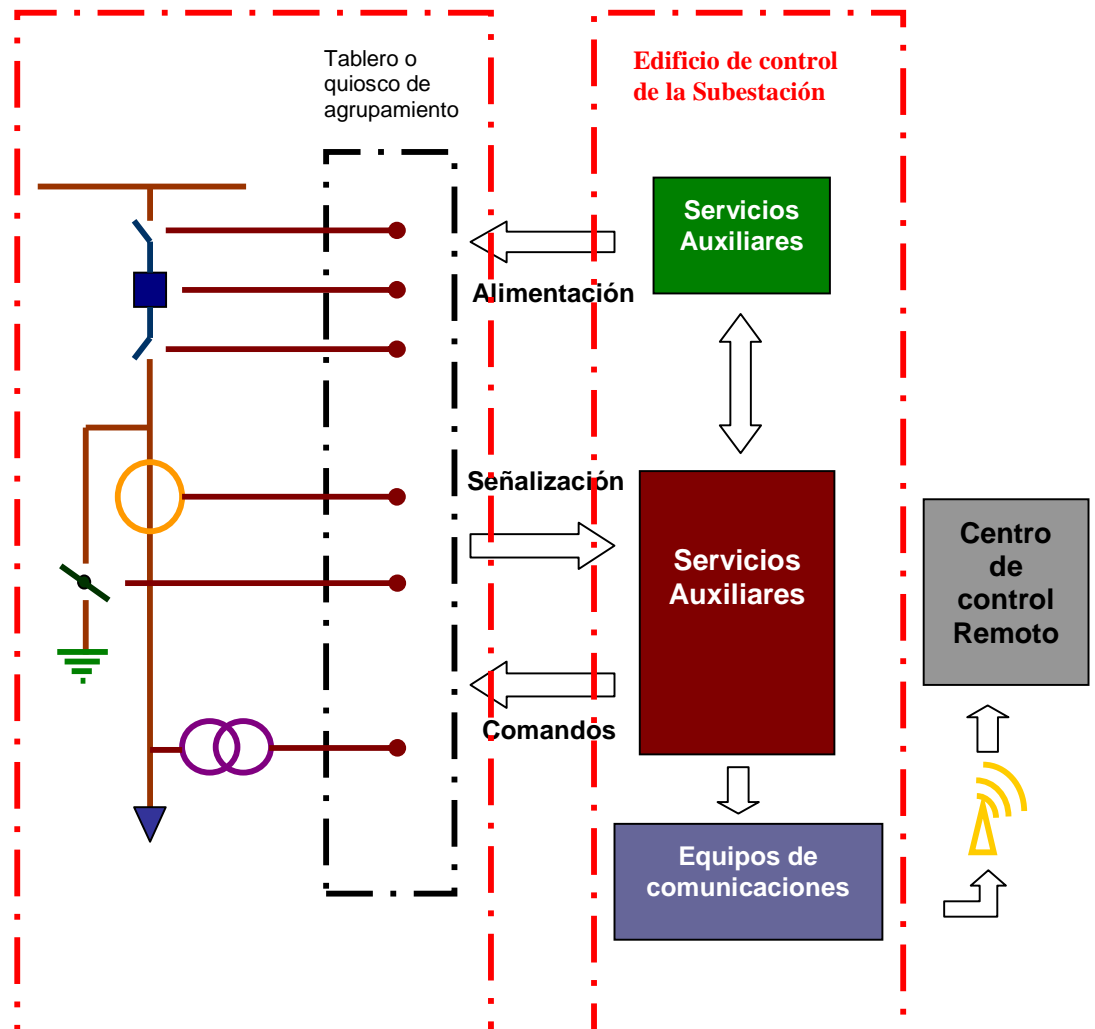 Tablero o
quiosco de
agrupamiento
Edificio de control
de la Subestación
Servicios
Auxiliares
Alimentación
Señalización
Servicios
Auxiliares
Centro
de
control
Remoto
Comandos
Equipos de
comunicaciones